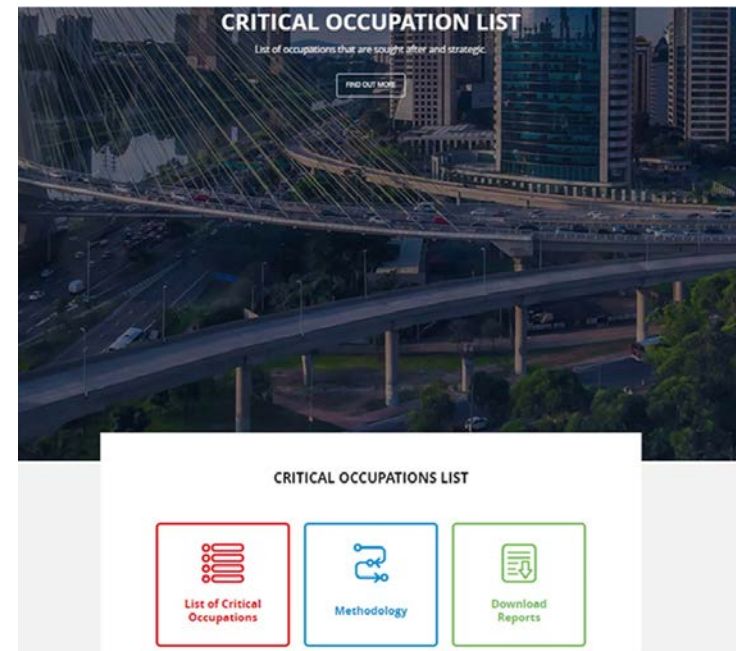 CRITICAL OCCUPATION LIST
List of occupations that are sought after and strategic.
FIND OUT MORE
CRITICAL OCCUPATIONS LIST
List of Critical
Occupations
Methodology
Download
Reports